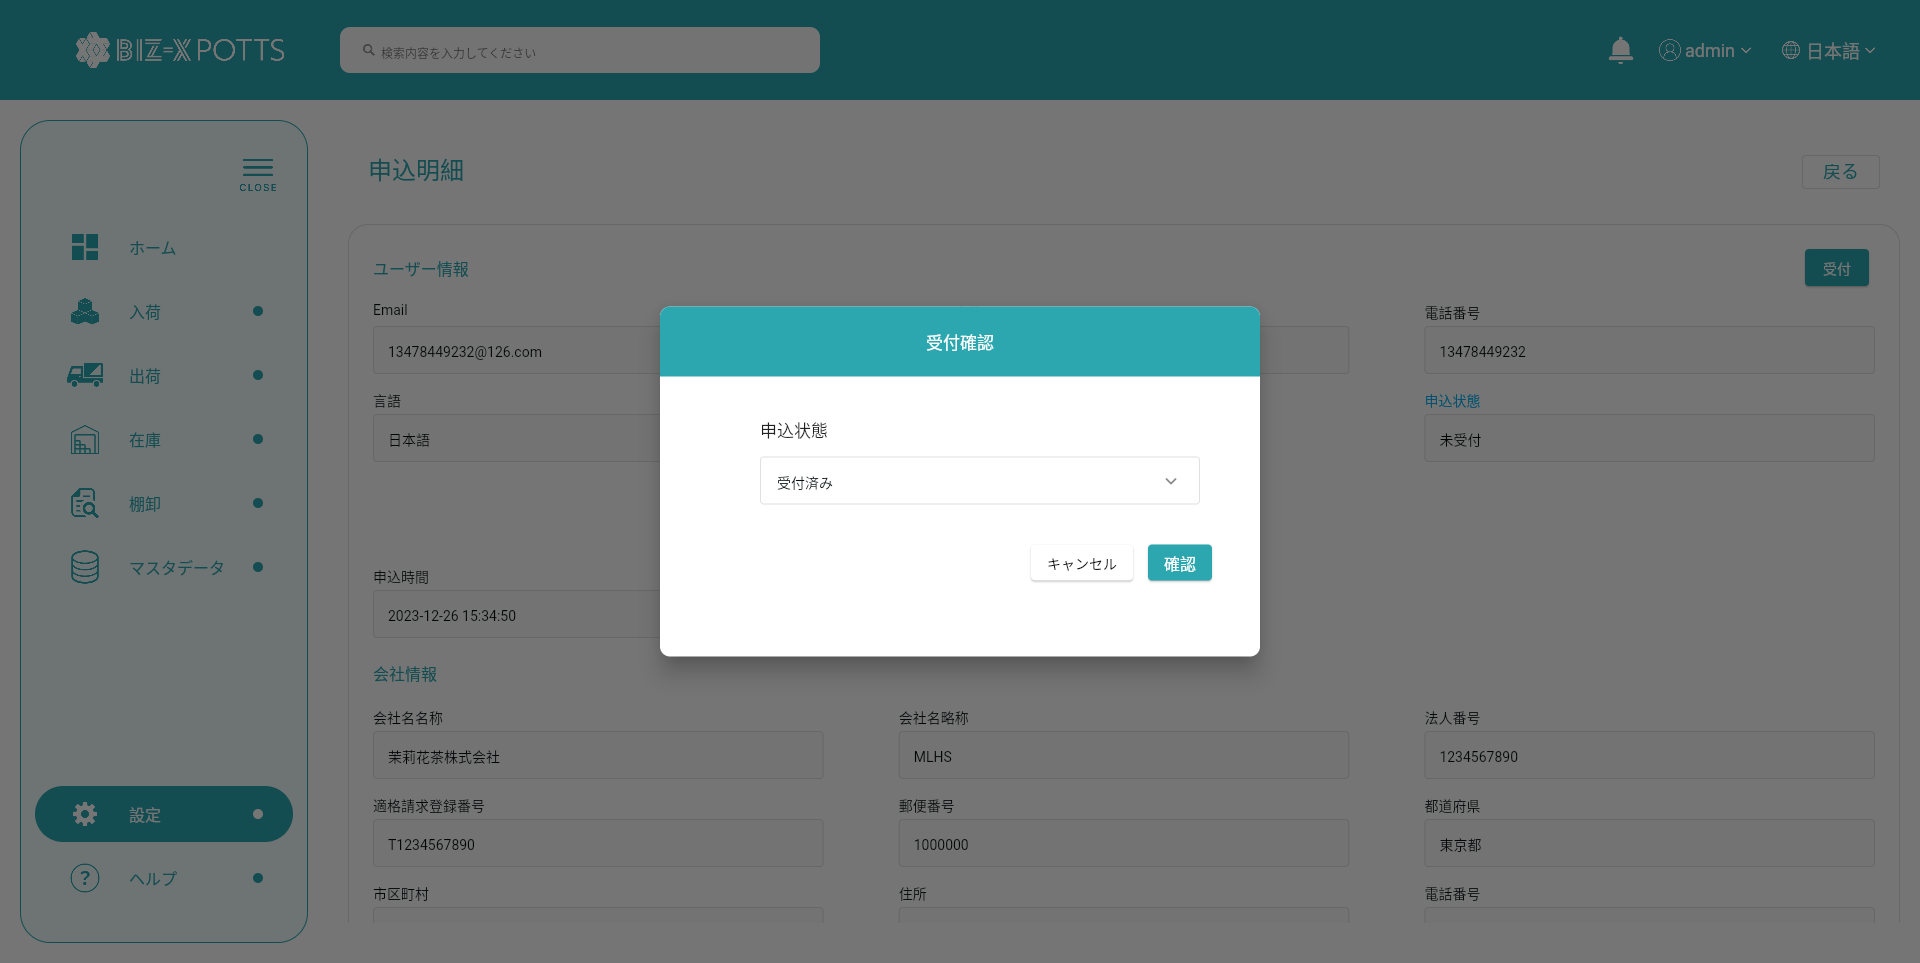 BIZ-X POTTS
検索内容を入力してください
admin
日本語
CLOSE
ホーム
入荷
出荷
在庫
棚卸
マスタデータ
設定
ヘルプ
申込明細
戻る
ユーザー情報
受付
Email
13478449232@126.com
電話番号
13478449232
言語
日本語
申込状態
未受付
申込時間
2023-12-26 15:34:50
受付確認
申込状態
受付済み
キャンセル
確認
会社情報
会社名名称
会社名略称
法人番号
茉莉花茶株式会社
MLHS
1234567890
適格請求登録番号
郵便番号
都道府県
T1234567890
1000000
東京都
市区町村
住所
電話番号